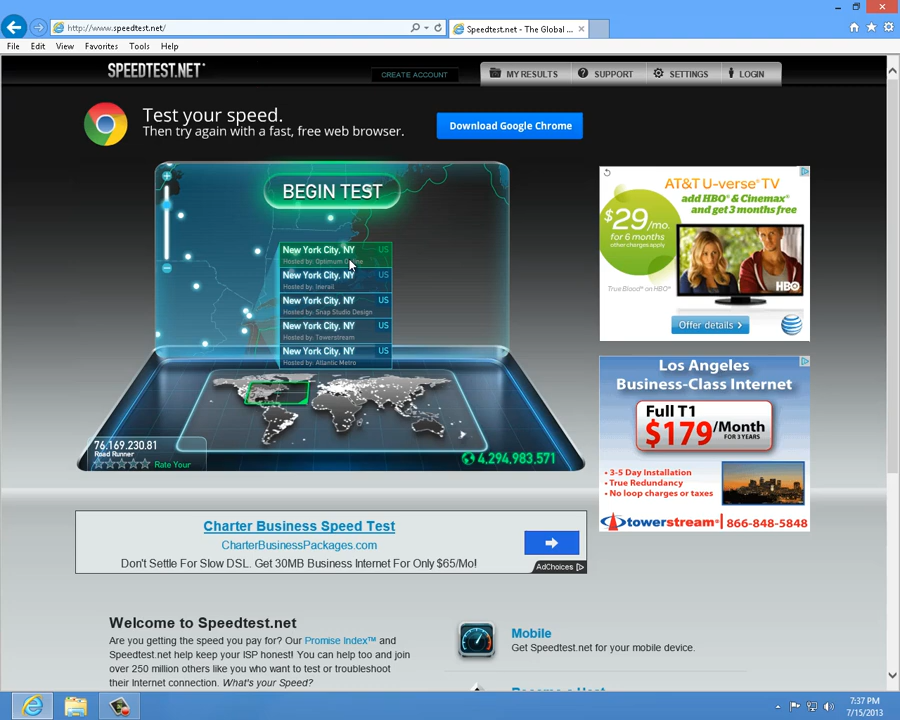 http://www.speedtest.net/
Speedtest.net - The Global ...
File Edit View Favorites Tools Help
SPEEDTEST.NET
CREATE ACCOUNT
MY RESULTS
SUPPORT
SETTINGS
LOGIN
Test your speed.
Then try again with a fast, free web browser.
Download Google Chrome
BEGIN TEST
New York City, NY US
Hosted by: Optimum Online
New York City, NY US
Hosted by: Inerail
New York City, NY US
Hosted by: Snap Studio Design
New York City, NY US
Hosted by: Towerstream
New York City, NY US
Hosted by: Atlantic Metro
76.169.230.81
Road Runner
Rate Your
4,294,983,571
AT&T U-verse® TV
add HBO® & Cinemax®
and get 3 months free
$29/mo.
for 6 months
other charges apply
True Blood® on HBO®
HBO
Offer details
AT&T
Los Angeles
Business-Class Internet
Full T1
$179/Month
FOR 3 YEARS
• 3-5 Day Installation
• True Redundancy
• No loop charges or taxes
towerstream 866-848-5848
Charter Business Speed Test
CharterBusinessPackages.com
Don't Settle For Slow DSL. Get 30MB Business Internet For Only $65/Mo!
AdChoices
Welcome to Speedtest.net
Are you getting the speed you pay for? Our Promise Index™ and
Speedtest.net help keep your ISP honest! You can help too and join
over 250 million others like you who want to test or troubleshoot
their Internet connection. What's your Speed?
Mobile
Get Speedtest.net for your mobile device.
Become a Host
7:37 PM
7/15/2013